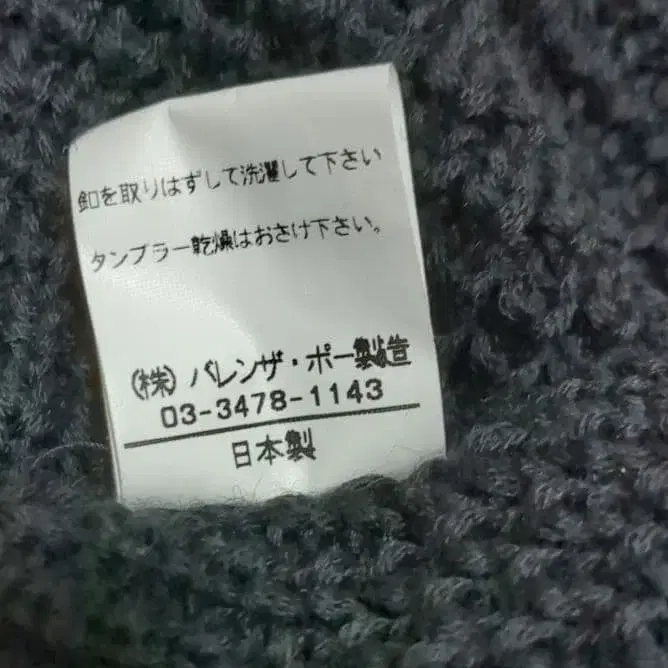 釦を取りはずして洗濯して下さい
タンブラー乾燥はおさけ下さい。
(株) バレンザ・ポー製造
03-3478-1143
日本製